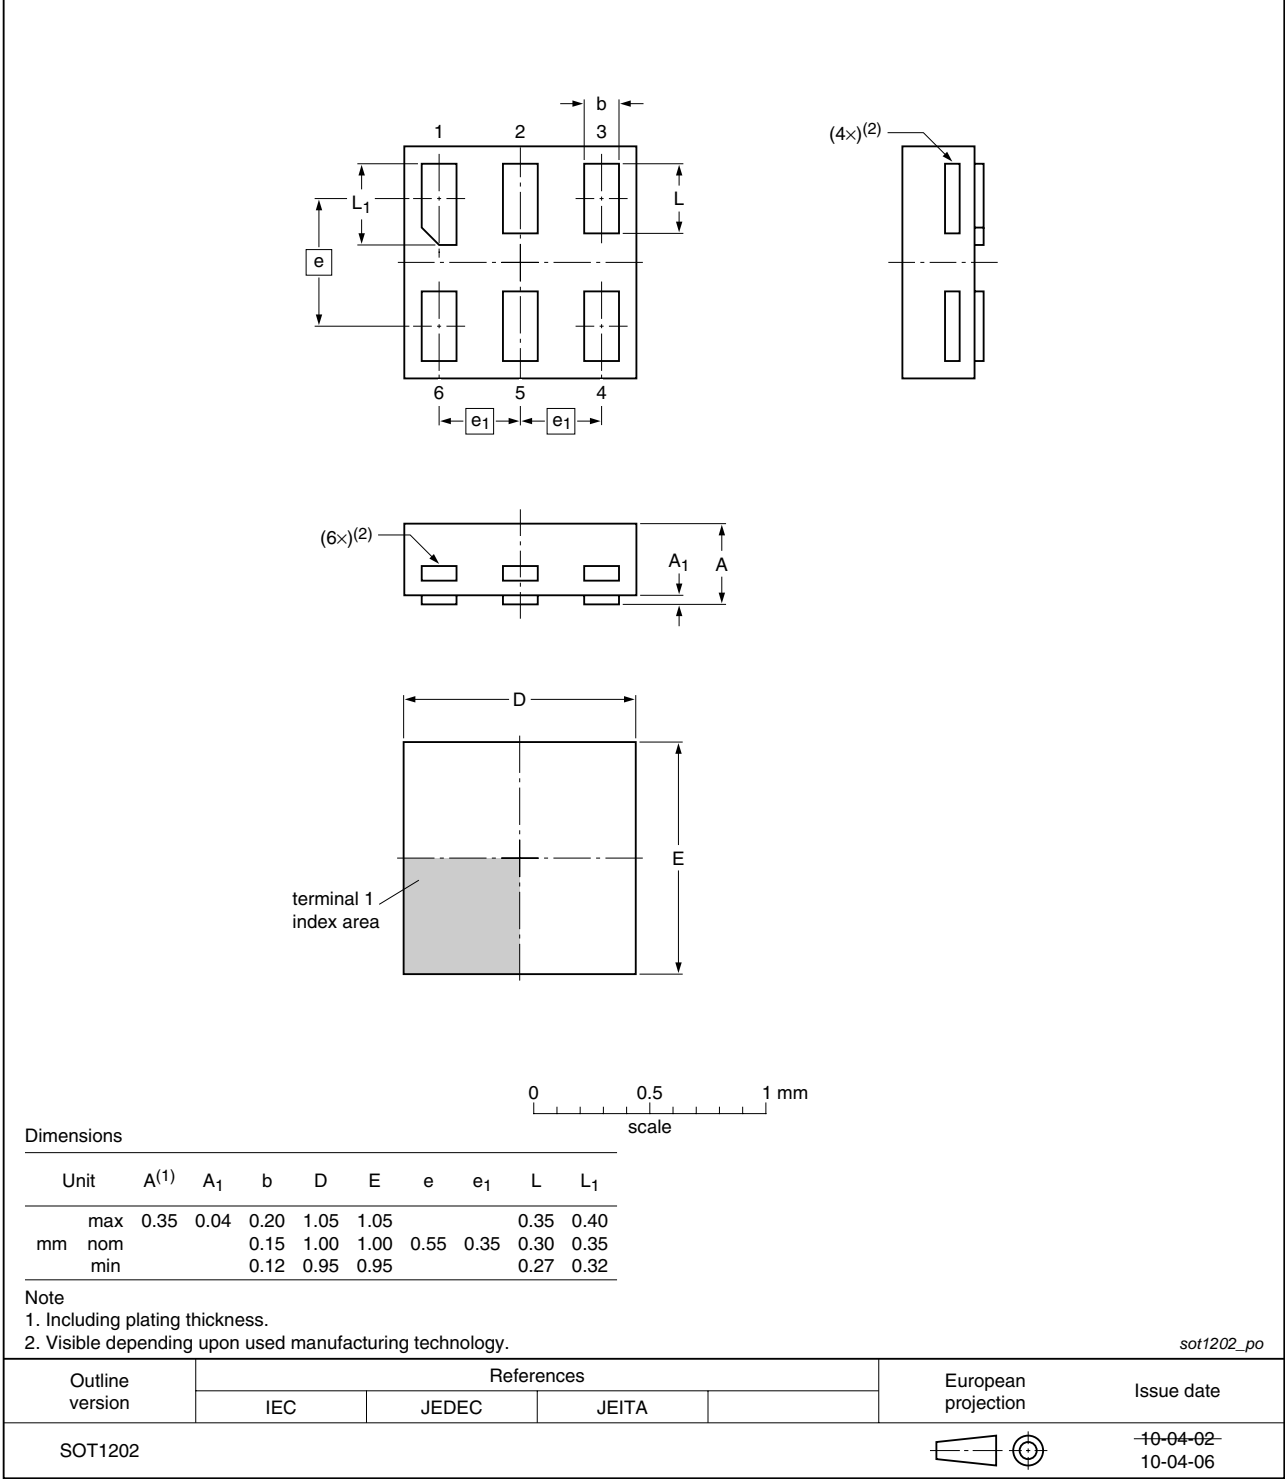 b
1 2 3
(4×)(2)
L1
L
e
6 5 4
e1 e1
(6×)(2)
A1
A
D
E
terminal 1
index area
0 0.5 1 mm
scale
Dimensions
Unit A(1) A1 b D E e e1 L L1
max 0.35 0.04 0.20 1.05 1.05 0.35 0.40
mm nom 0.15 1.00 1.00 0.55 0.35 0.30 0.35
min 0.12 0.95 0.95 0.27 0.32
Note
1. Including plating thickness.
2. Visible depending upon used manufacturing technology.
sot1202_po
Outline
version
References
IEC JEDEC JEITA
European
projection
Issue date
SOT1202
10-04-02
10-04-06